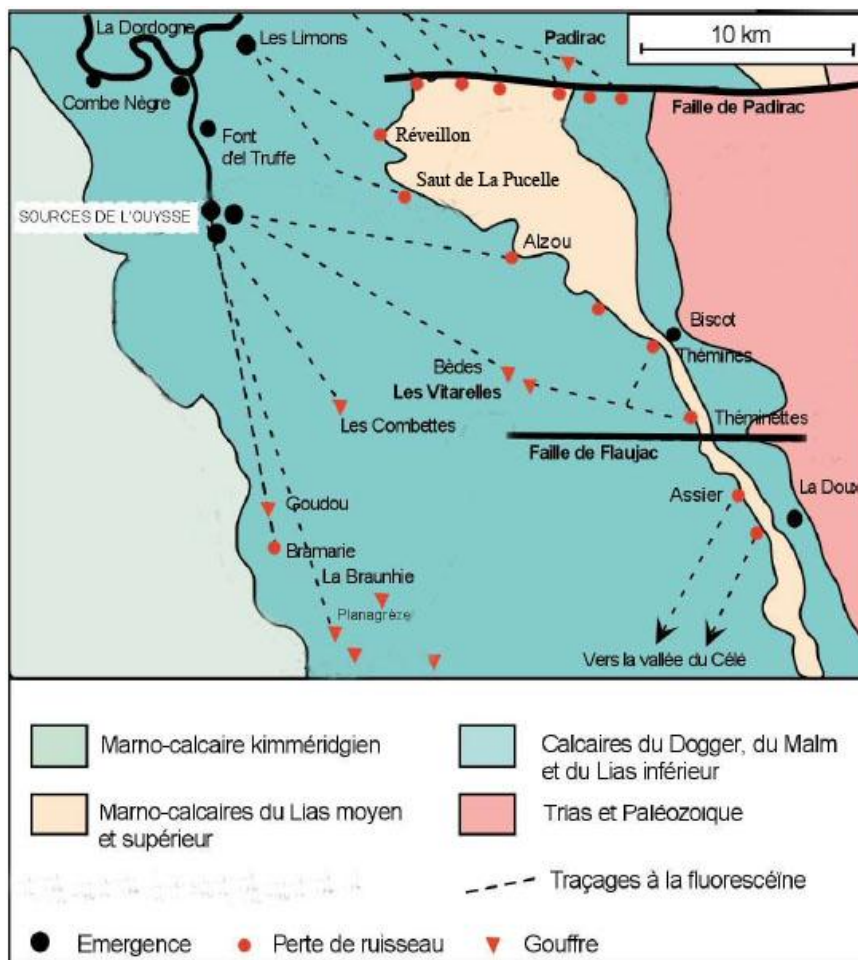 La Dordogne
Les Limons
Padirac
10 km
Combe Nègre
Faille de Padirac
Font
d'el Truffe
Réveillon
Saut de La Pucelle
SOURCES DE L'OUYSSE
Alzou
Biscot
Thémines
Bèdes
Les Vitarelles
Les Combettes
Théminettes
Faille de Flaujac
Assier
La Doux
Goudou
Bramarie
La Braunhie
Planagrèze
Vers la vallée du Célé
Marno-calcaire kimméridgien
Calcaires du Dogger, du Malm
et du Lias inférieur
Marno-calcaires du Lias moyen
et supérieur
Trias et Paléozoïque
Traçages à la fluorescéïne
Emergence
Perte de ruisseau
Gouffre